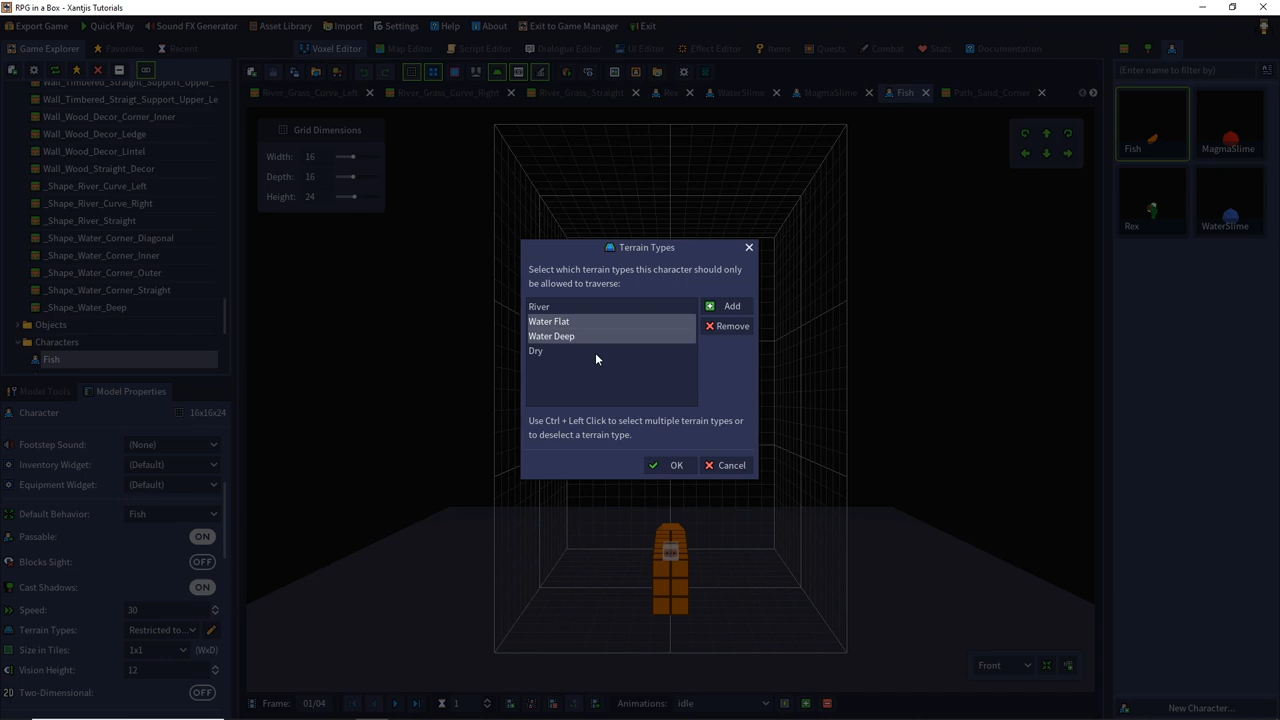 RPG in a Box — Xantjis Tutorials
Export Game Quick Play Sound FX Generator Asset Library Import Settings Help About Exit to Game Manager Exit
Game Explorer Favorites Recent Voxel Editor Map Editor Script Editor Dialogue Editor UI Editor Effect Editor Items Quests Combat Stats Documentation
(Enter name to filter by)
River_Grass_Curve_Left River_Grass_Curve_Right River_Grass_Straight Rex WaterSlime MagmaSlime Fish Path_Sand_Corner
Wall_Timbered_Straight_Support_Upper_
Wall_Timbered_Straigt_Support_Upper_Le
Wall_Wood_Decor_Corner_Inner
Wall_Wood_Decor_Ledge
Wall_Wood_Decor_Lintel
Wall_Wood_Straight_Decor
_Shape_River_Curve_Left
_Shape_River_Curve_Right
_Shape_River_Straight
_Shape_Water_Corner_Diagonal
_Shape_Water_Corner_Inner
_Shape_Water_Corner_Outer
_Shape_Water_Corner_Straight
_Shape_Water_Deep
Objects
Characters
Fish
Model Tools Model Properties
Character 16x16x24
Footstep Sound: (None)
Inventory Widget: (Default)
Equipment Widget: (Default)
Default Behavior: Fish
Passable: ON
Blocks Sight: OFF
Cast Shadows: ON
Speed: 30
Terrain Types: Restricted to...
Size in Tiles: 1x1 (WxD)
Vision Height: 12
2D Two-Dimensional: OFF
Grid Dimensions
Width: 16
Depth: 16
Height: 24
Terrain Types
Select which terrain types this character should only
be allowed to traverse:
River
Water Flat
Water Deep
Dry
Add
Remove
Use Ctrl + Left Click to select multiple terrain types or
to deselect a terrain type.
OK Cancel
Front
Frame: 01/04 1 Animations: idle
Fish MagmaSlime
Rex WaterSlime
New Character...